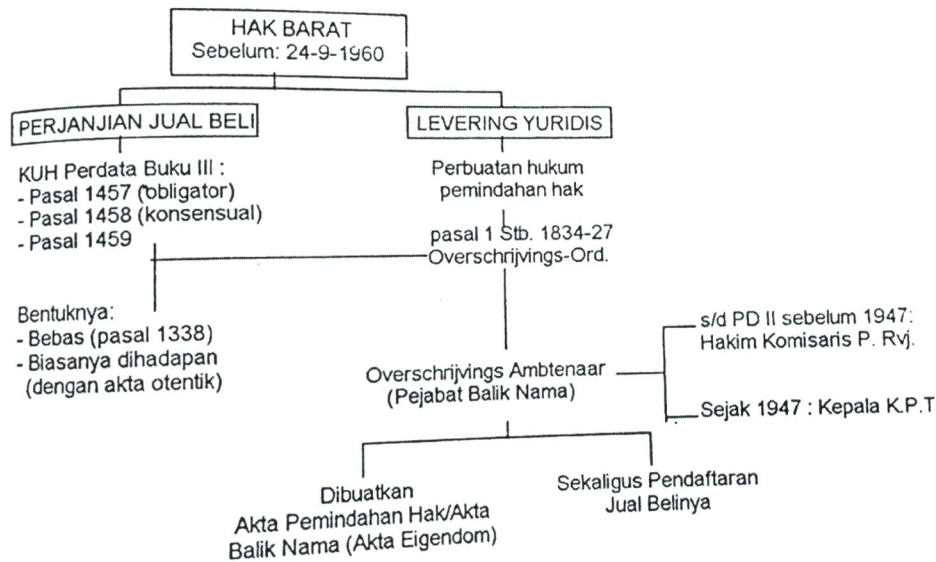 HAK BARAT
Sebelum: 24-9-1960
PERJANJIAN JUAL BELI
KUH Perdata Buku III :
- Pasal 1457 (obligator)
- Pasal 1458 (konsensual)
- Pasal 1459
Bentuknya:
- Bebas (pasal 1338)
- Biasanya dihadapan
(dengan akta otentik)
LEVERING YURIDIS
Perbuatan hukum
pemindahan hak
pasal 1 Stb. 1834-27
Overschrijvings-Ord.
Overschrijvings Ambtenaar
(Pejabat Balik Nama)
s/d PD II sebelum 1947:
Hakim Komisaris P. Rvj.
Sejak 1947 : Kepala K.P.T
Dibuatkan
Akta Pemindahan Hak/Akta
Balik Nama (Akta Eigendom)
Sekaligus Pendaftaran
Jual Belinya